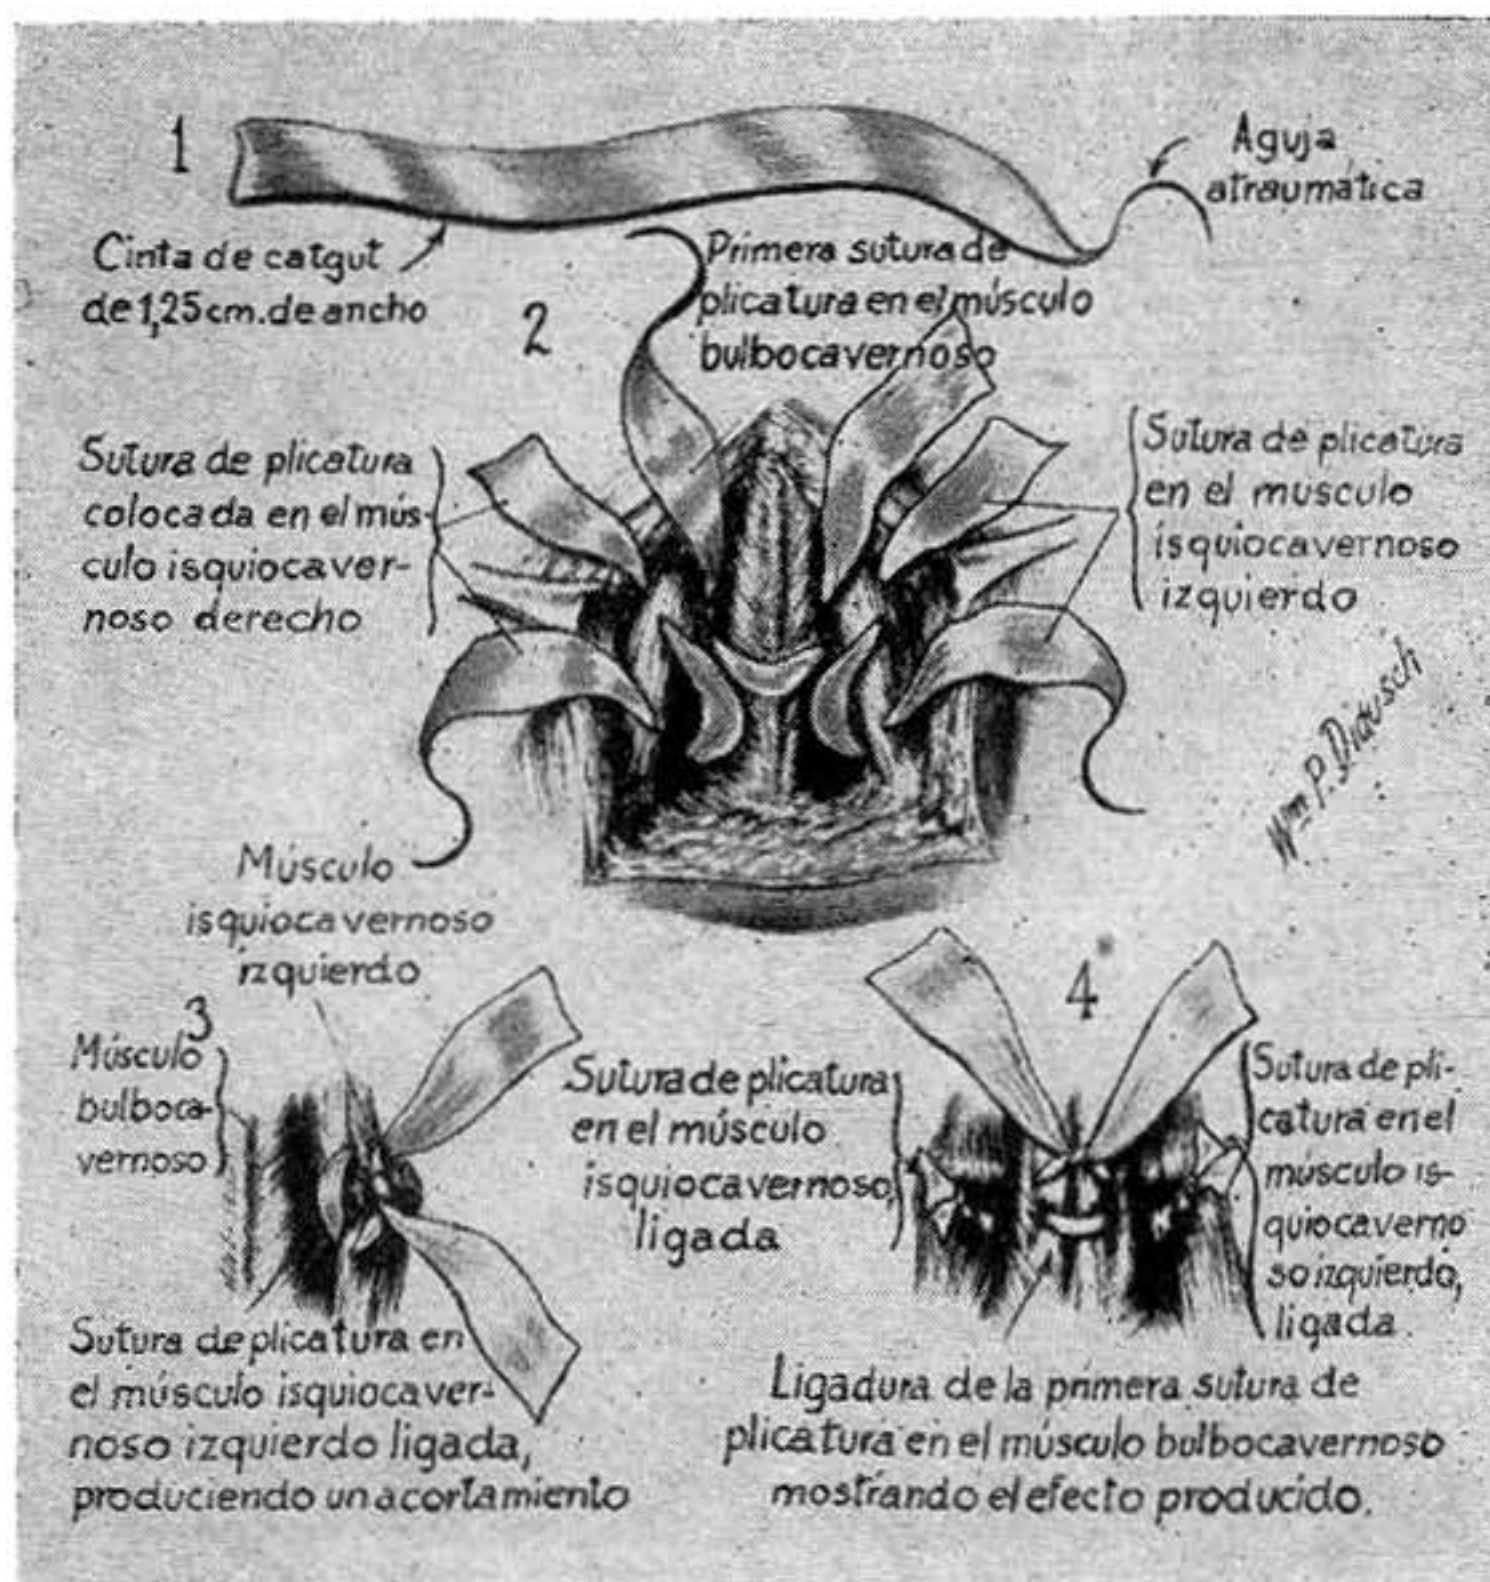 1
Aguja
atraumática
Cinta de catgut
de 1,25 cm. de ancho
2
Primera sutura de
plicatura en el músculo
bulbocavernoso
Sutura de plicatura
colocada en el mús-
culo isquiocaver-
noso derecho
Sutura de plicatura
en el musculo
isquiocavernoso
izquierdo
Wm P. Didusch
Músculo
isquiocavernoso
izquierdo
3
Músculo
bulboca-
vernoso
Sutura de plicatura en
el músculo isquiocaver-
noso izquierdo ligada,
produciendo un acortamiento
4
Sutura de plicatura
en el músculo
isquiocavernoso,
ligada
Sutura de pli-
catura en el
músculo is-
quiocaverno
so izquierdo,
ligada.
Ligadura de la primera sutura de
plicatura en el músculo bulbocavernoso
mostrando el efecto producido.